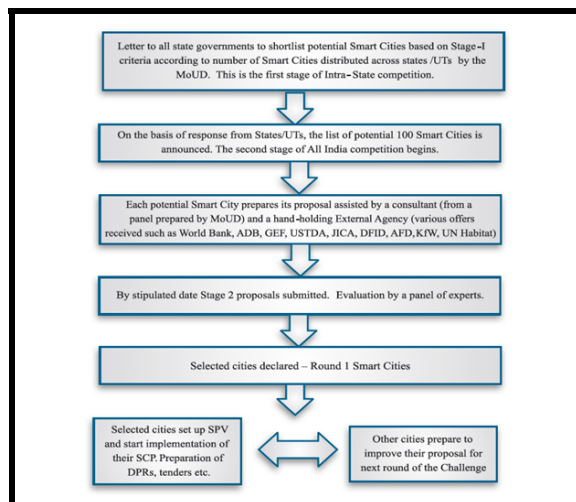 Letter to all state governments to shortlist potential Smart Cities based on Stage-I
criteria according to number of Smart Cities distributed across states /UTs by the
MoUD. This is the first stage of Intra-State competition.
On the basis of response from States/UTs, the list of potential 100 Smart Cities is
announced. The second stage of All India competition begins.
Each potential Smart City prepares its proposal assisted by a consultant (from a
panel prepared by MoUD) and a hand-holding External Agency (various offers
received such as World Bank, ADB, GEF, USTDA, JICA, DFID, AFD,KfW, UN Habitat)
By stipulated date Stage 2 proposals submitted. Evaluation by a panel of experts.
Selected cities declared – Round 1 Smart Cities
Selected cities set up SPV
and start implementation of
their SCP. Preparation of
DPRs, tenders etc.
Other cities prepare to
improve their proposal for
next round of the Challenge